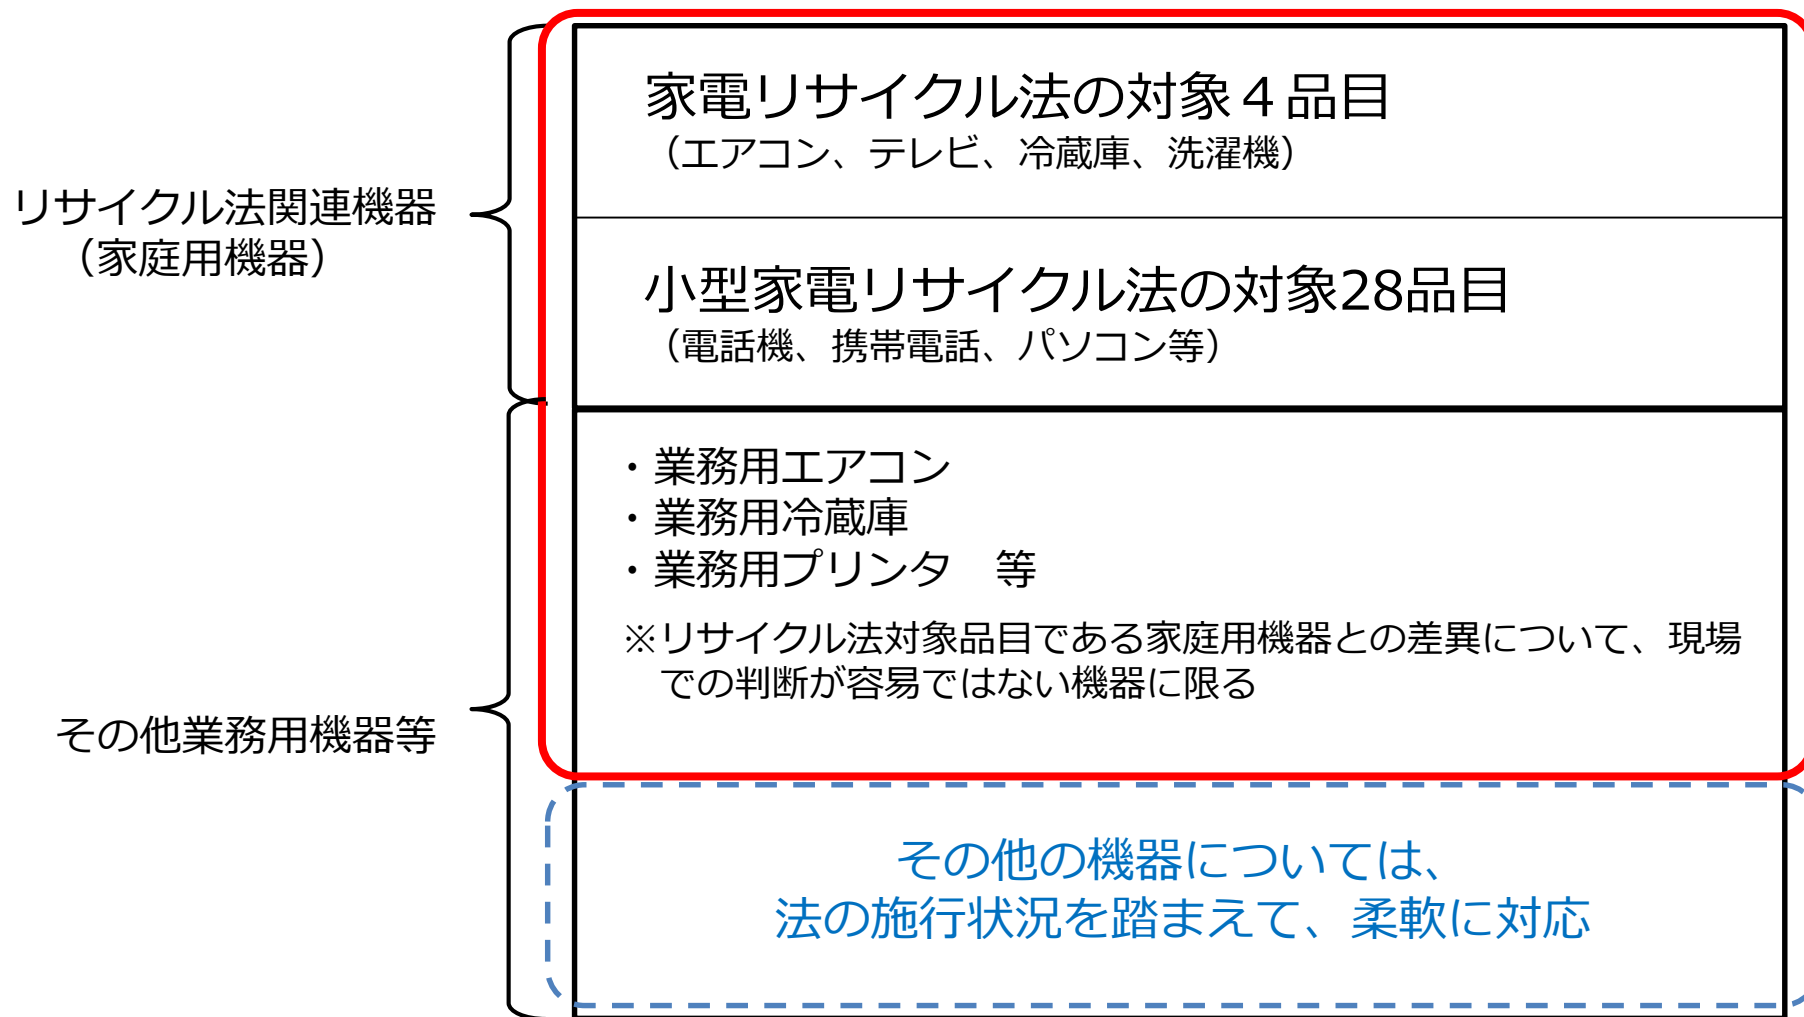 リサイクル法関連機器
（家庭用機器）
家電リサイクル法の対象４品目
（エアコン、テレビ、冷蔵庫、洗濯機）
小型家電リサイクル法の対象28品目
（電話機、携帯電話、パソコン等）
その他業務用機器等
・業務用エアコン
・業務用冷蔵庫
・業務用プリンタ　等
※リサイクル法対象品目である家庭用機器との差異について、現場
での判断が容易ではない機器に限る
その他の機器については、
法の施行状況を踏まえて、柔軟に対応